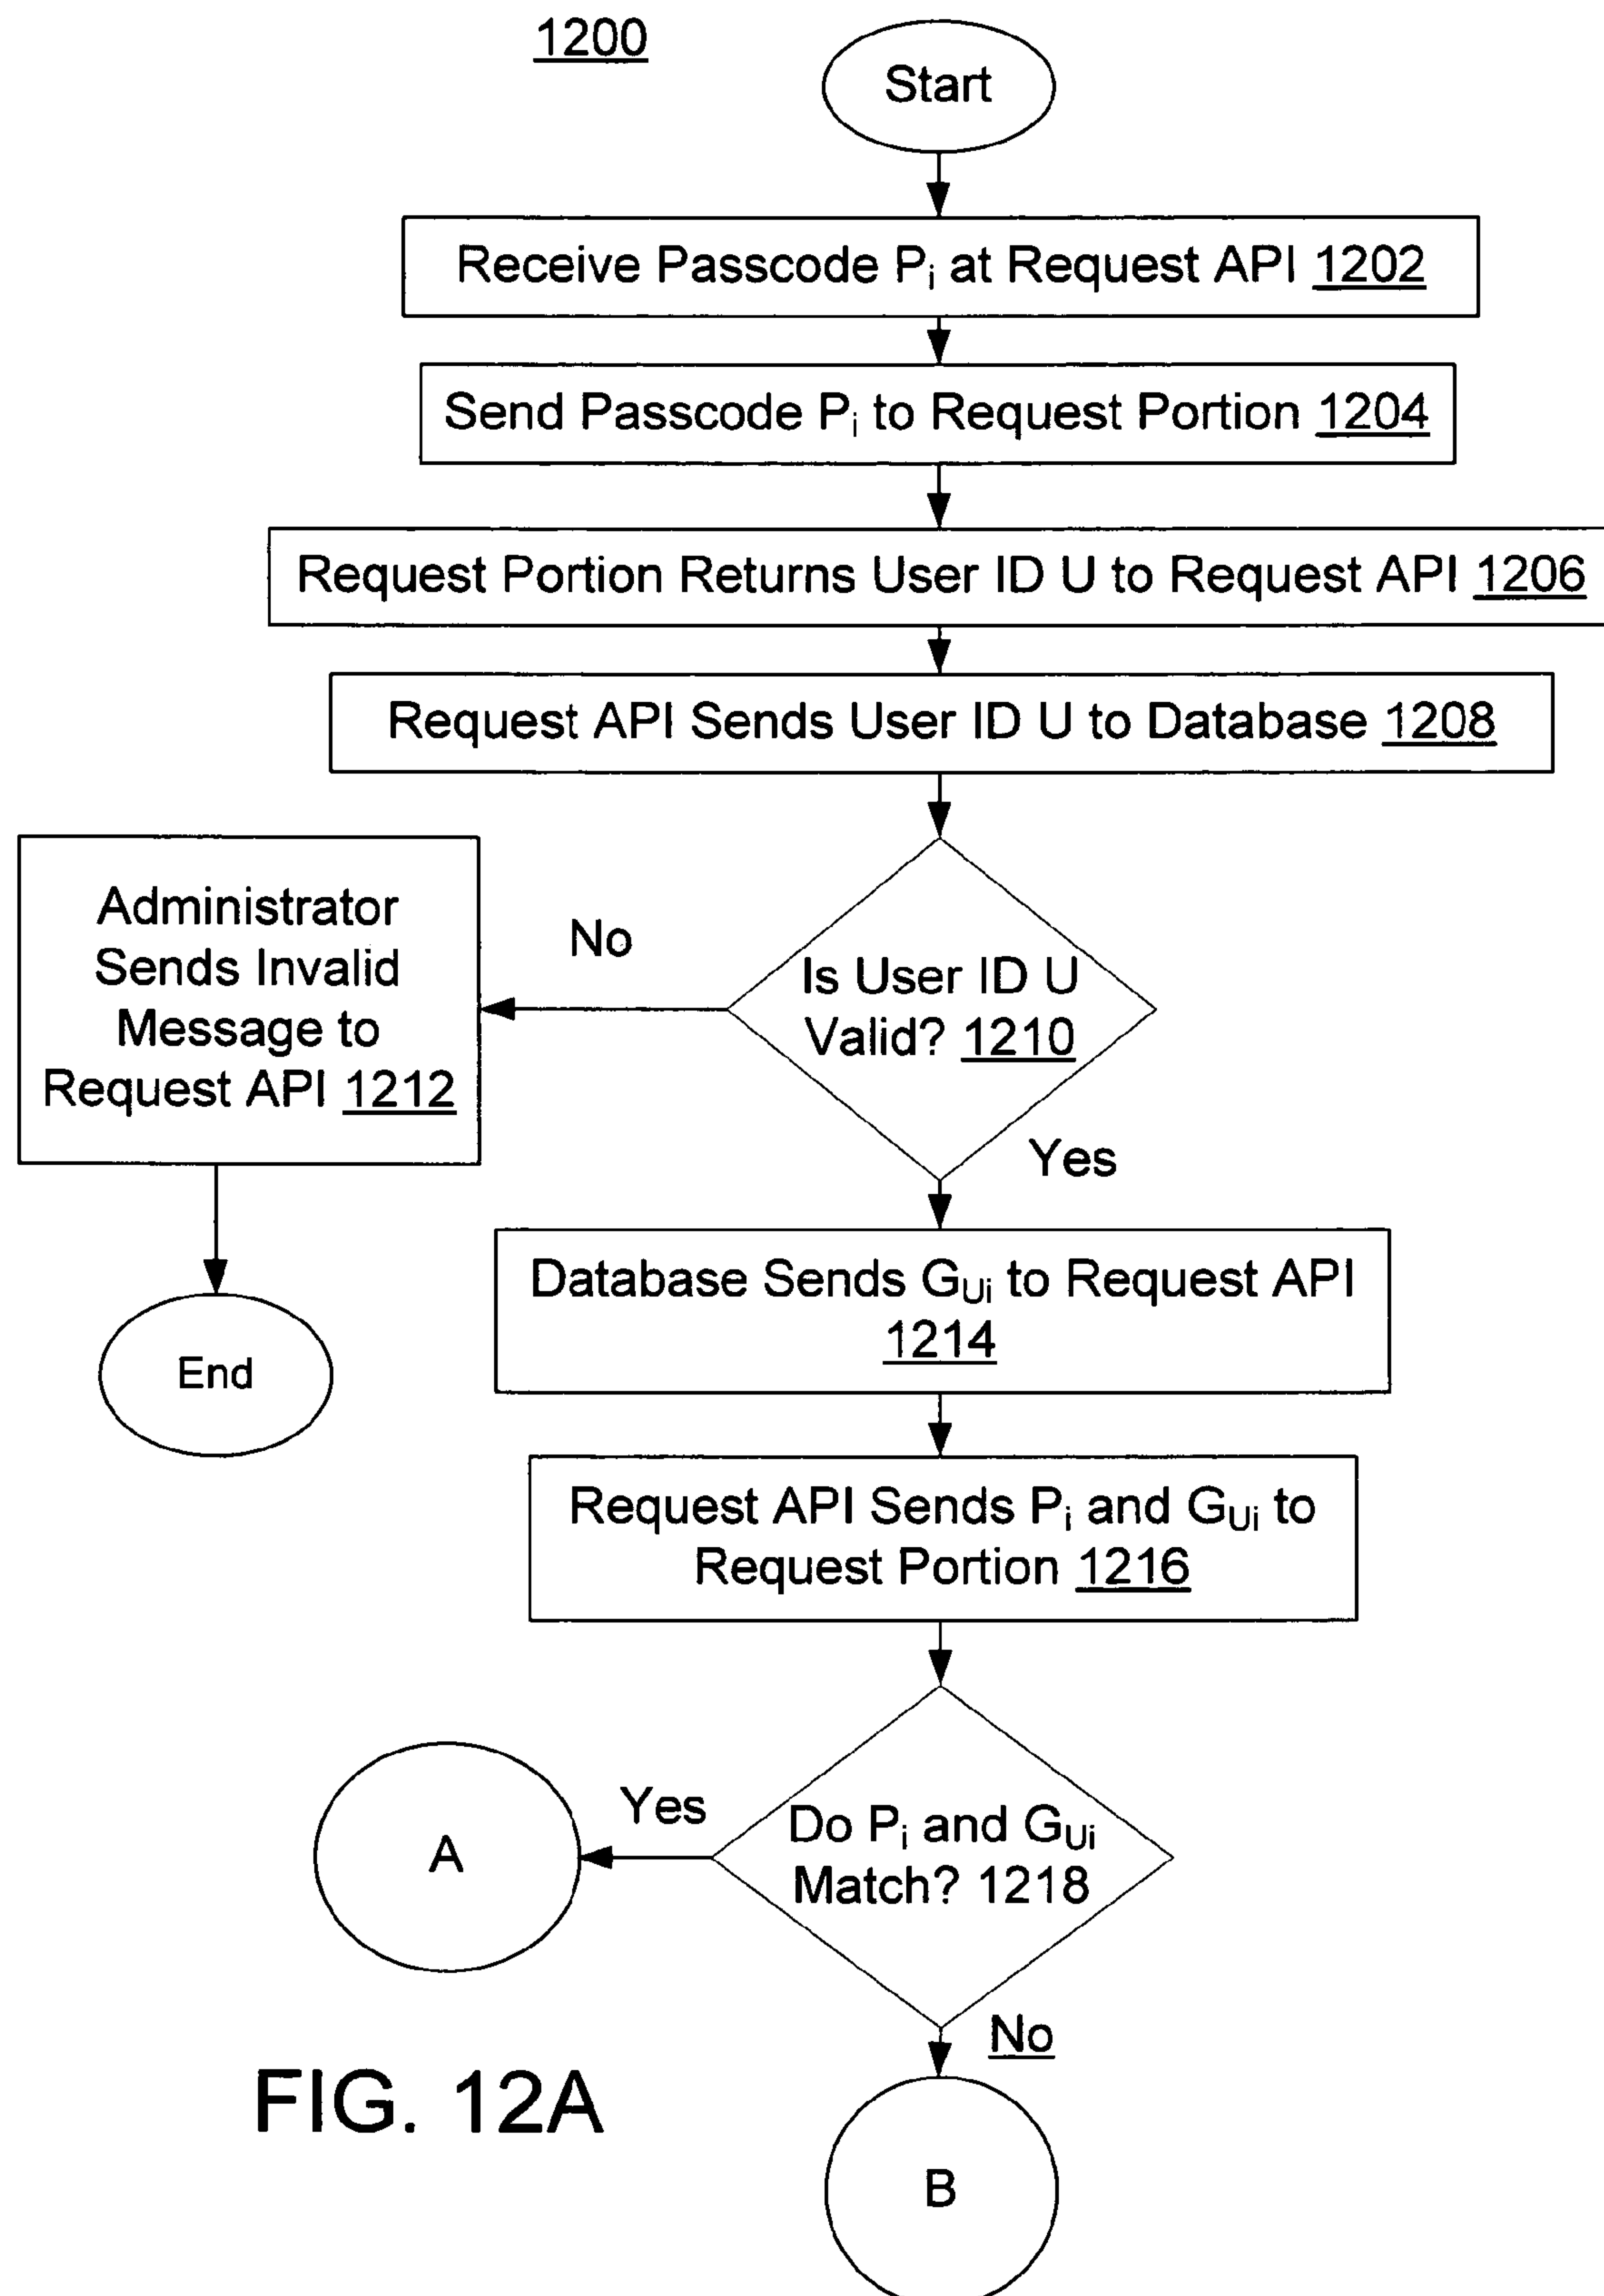 1200
Start
Receive Passcode Pi at Request API 1202
Send Passcode Pi to Request Portion 1204
Request Portion Returns User ID U to Request API 1206
Request API Sends User ID U to Database 1208
Administrator
Sends Invalid
Message to
Request API 1212
No
Is User ID U
Valid? 1210
Yes
End
Database Sends GUi to Request API
1214
Request API Sends Pi and GUi to
Request Portion 1216
Yes
A
Do Pi and GUi
Match? 1218
No
B
FIG. 12A